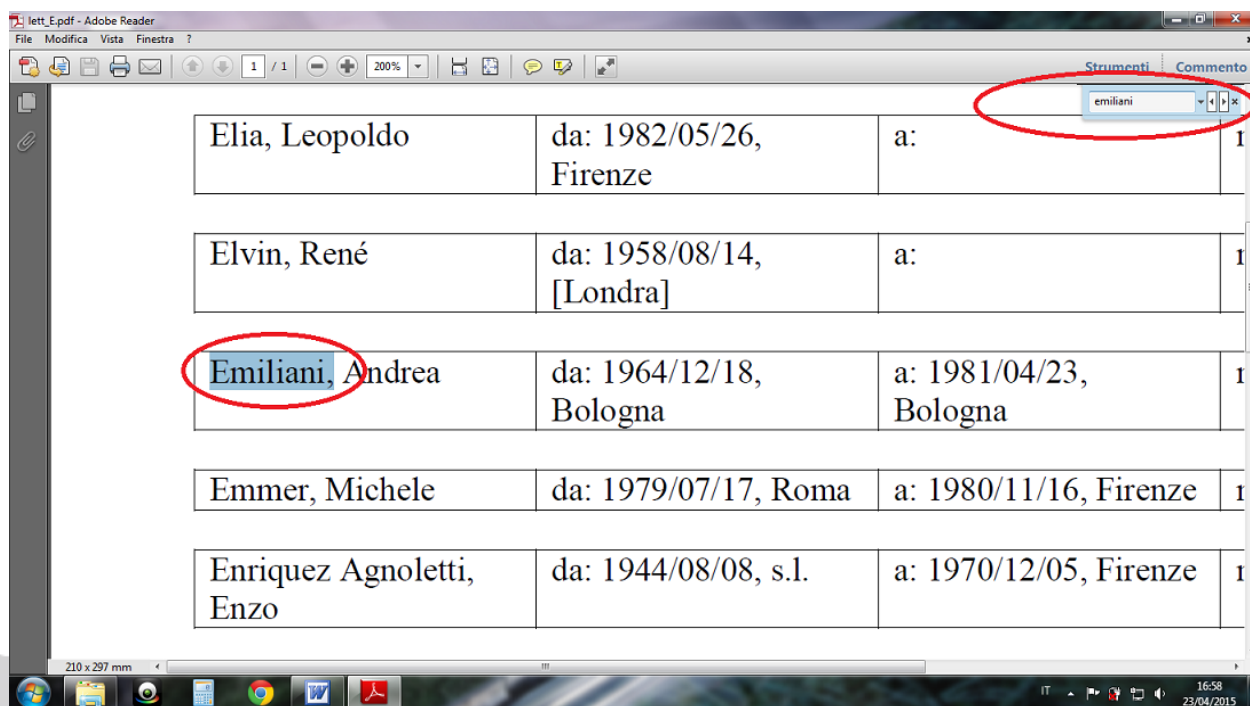 lett_E.pdf - Adobe Reader
File Modifica Vista Finestra ?
1 / 1 200% Strumenti Commento
emiliani
Elia, Leopoldo da: 1982/05/26, a:
Firenze
Elvin, René da: 1958/08/14, a:
[Londra]
Emiliani, Andrea da: 1964/12/18, a: 1981/04/23,
Bologna Bologna
Emmer, Michele da: 1979/07/17, Roma a: 1980/11/16, Firenze
Enriquez Agnoletti, da: 1944/08/08, s.l. a: 1970/12/05, Firenze
Enzo
210 x 297 mm
IT 16:58
23/04/2015